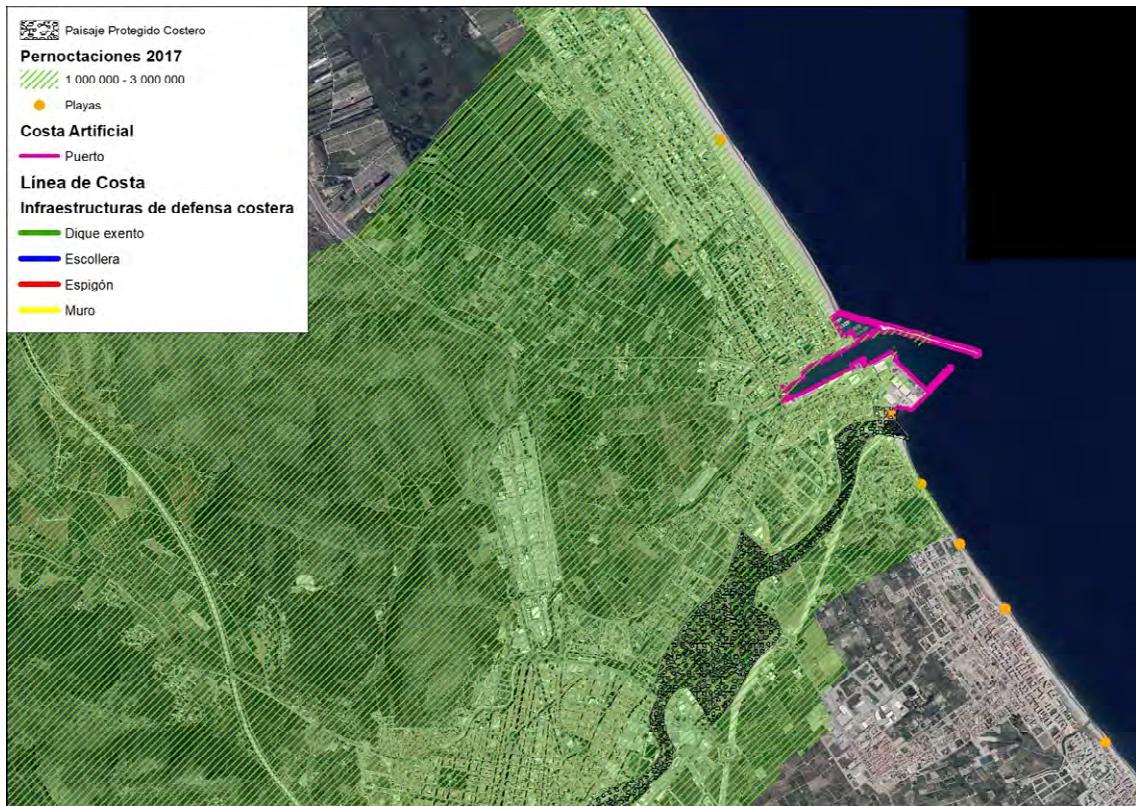 Paisaje Protegido Costero
Pernoctaciones 2017
1 000 000 - 3 000 000
Playas
Costa Artificial
Puerto
Línea de Costa
Infraestructuras de defensa costera
Dique exento
Escollera
Espigón
Muro